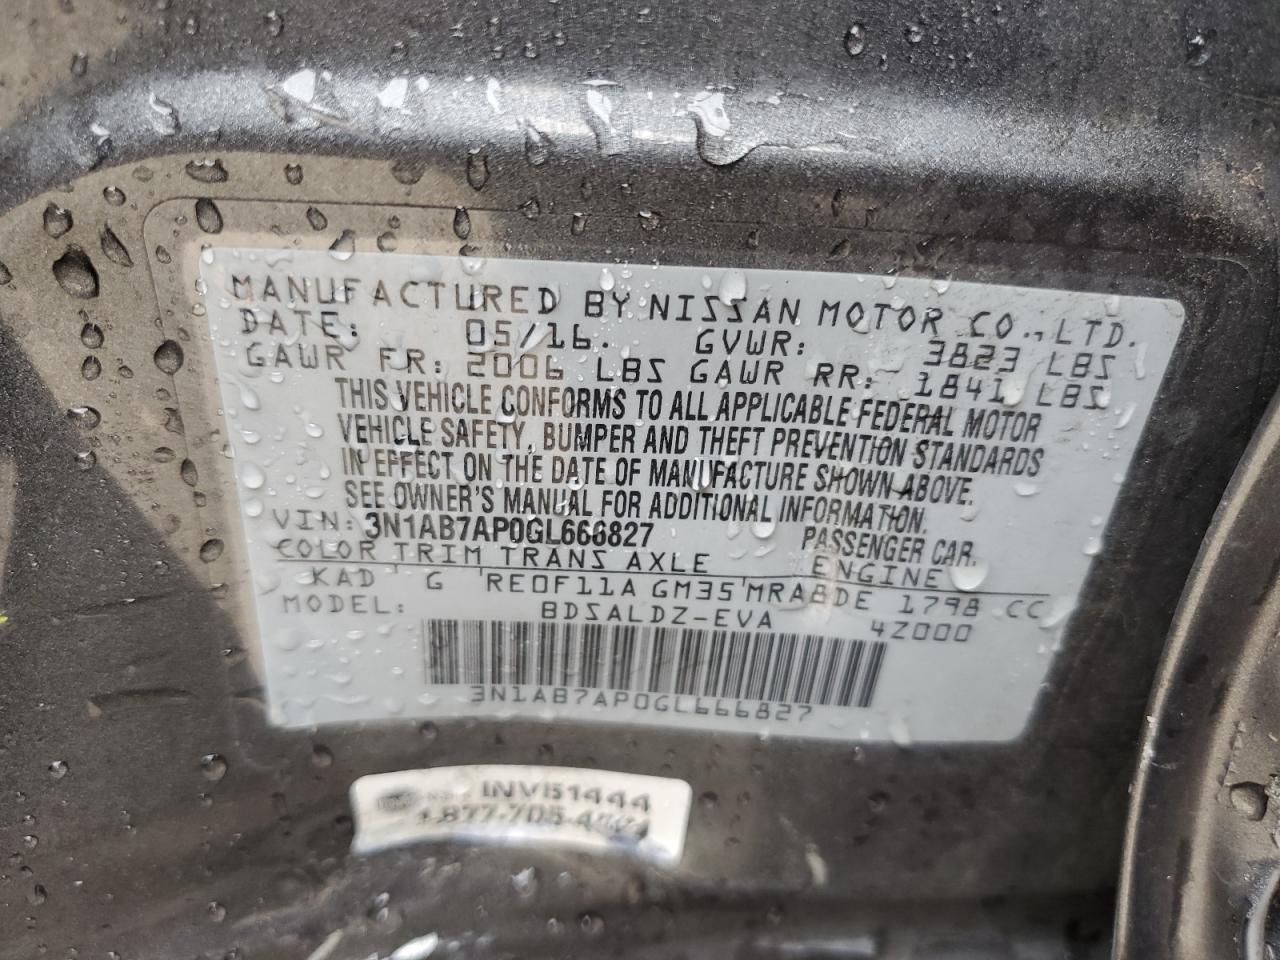 MANUFACTURED BY NISSAN MOTOR CO., LTD.
DATE: 05/16. GVWR: 3823 LBS
GAWR FR: 2006 LBS GAWR RR: 1841 LBS
THIS VEHICLE CONFORMS TO ALL APPLICABLE FEDERAL MOTOR
VEHICLE SAFETY, BUMPER AND THEFT PREVENTION STANDARDS
IN EFFECT ON THE DATE OF MANUFACTURE SHOWN ABOVE.
SEE OWNER'S MANUAL FOR ADDITIONAL INFORMATION.
VIN: 3N1AB7AP0GL666827 PASSENGER CAR.
COLOR TRIM TRANS AXLE ENGINE
KAD G RE0F11A GM35 MRA8DE 1798 CC
MODEL: BDSALDZ-EVA 4Z000
3N1AB7AP0GL666827
INV51444